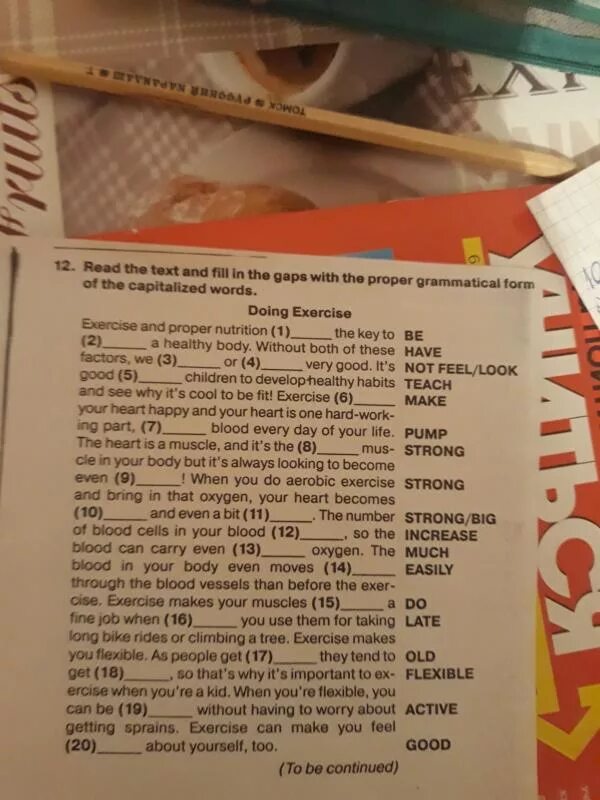 ТОМСК РУССКИЙ КАРАНДАШ Т
12. Read the text and fill in the gaps with the proper grammatical form
of the capitalized words.
Doing Exercise
Exercise and proper nutrition (1)_____ the key to BE
(2)_____ a healthy body. Without both of these HAVE
factors, we (3)_____ or (4)_____ very good. It's NOT FEEL/LOOK
good (5)_____ children to develop healthy habits TEACH
and see why it's cool to be fit! Exercise (6)_____ MAKE
your heart happy and your heart is one hard-work-
ing part, (7)_____ blood every day of your life. PUMP
The heart is a muscle, and it's the (8)_____ mus- STRONG
cle in your body but it's always looking to become
even (9)_____! When you do aerobic exercise STRONG
and bring in that oxygen, your heart becomes
(10)_____ and even a bit (11)_____. The number STRONG/BIG
of blood cells in your blood (12)_____, so the INCREASE
blood can carry even (13)_____ oxygen. The MUCH
blood in your body even moves (14)_____ EASILY
through the blood vessels than before the exer-
cise. Exercise makes your muscles (15)_____ a DO
fine job when (16)_____ you use them for taking LATE
long bike rides or climbing a tree. Exercise makes
you flexible. As people get (17)_____ they tend to OLD
get (18)_____, so that's why it's important to ex- FLEXIBLE
ercise when you're a kid. When you're flexible, you
can be (19)_____ without having to worry about ACTIVE
getting sprains. Exercise can make you feel
(20)_____ about yourself, too. GOOD
(To be continued)